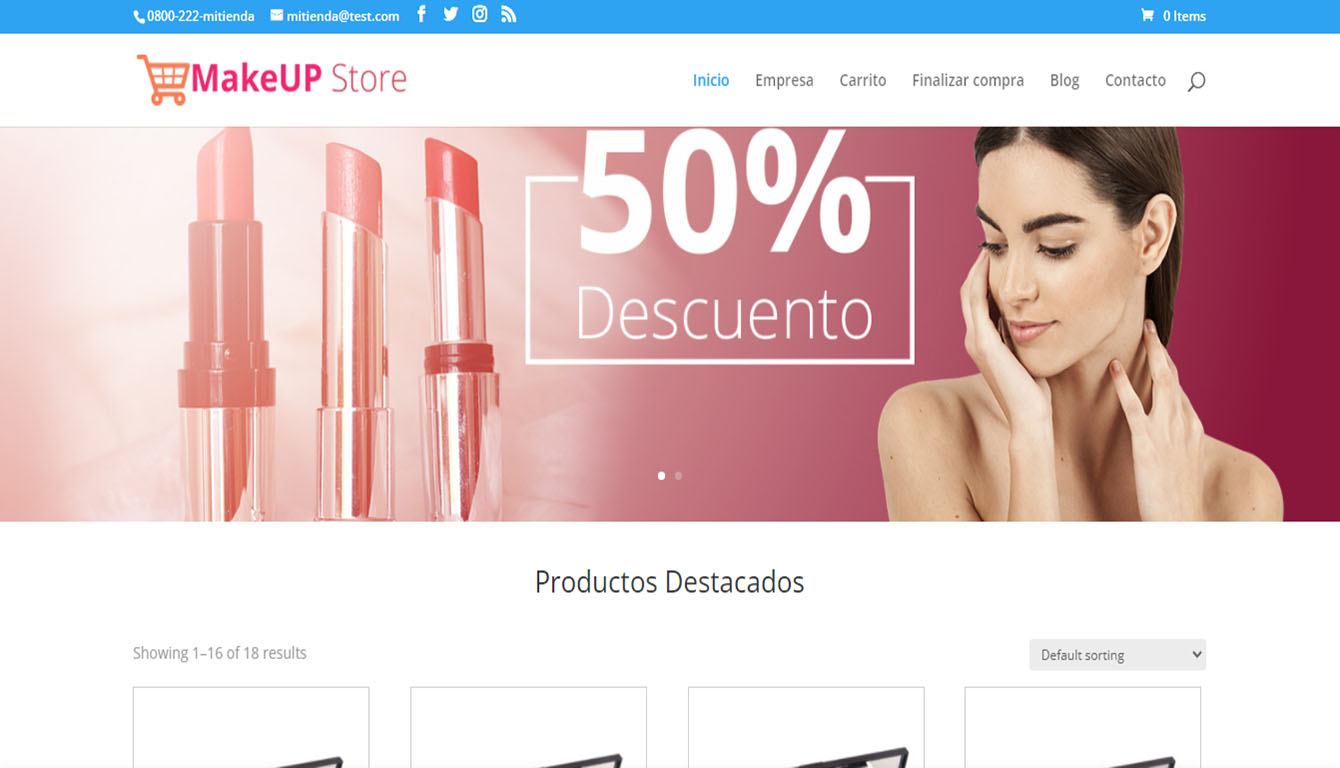 0800-222-mitienda mitienda@test.com 0 Items
MakeUP Store Inicio Empresa Carrito Finalizar compra Blog Contacto
50%
Descuento
Productos Destacados
Showing 1–16 of 18 results Default sorting